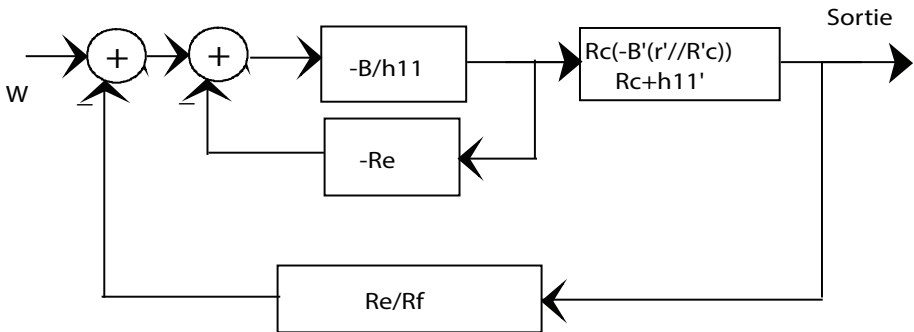 Sortie
+
+
-B/h11
Rc(-B'(r'//R'c))
Rc+h11'
W
–
–
-Re
Re/Rf